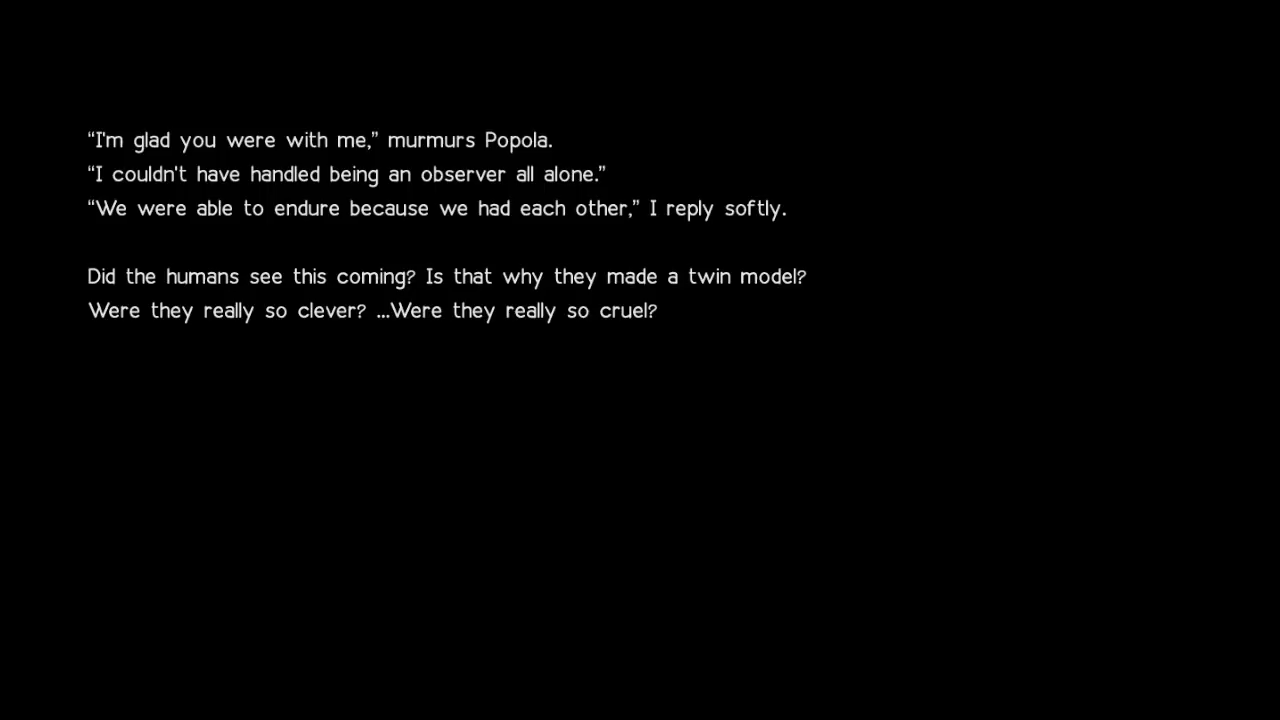 “I'm glad you were with me,” murmurs Popola.
“I couldn't have handled being an observer all alone.”
“We were able to endure because we had each other,” I reply softly.
Did the humans see this coming? Is that why they made a twin model?
Were they really so clever? ...Were they really so cruel?